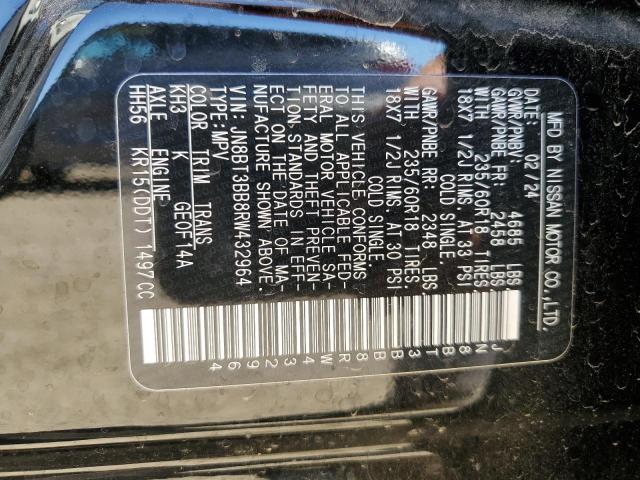 MFD BY NISSAN MOTOR CO.,LTD.
DATE: 02/24
GVWR/PNBV: 4685 LBS
GAWR/PNBE FR: 2468 LBS
WITH 235/60R18 TIRES
18X7 1/2J RIMS, AT 33 PSI
COLD SINGLE.
GAWR/PNBE RR: 2348 LBS
WITH 235/60R18 TIRES
18X7 1/2J RIMS, AT 30 PSI
COLD SINGLE.
THIS VEHICLE CONFORMS
TO ALL APPLICABLE FED-
ERAL MOTOR VEHICLE SA-
FETY AND THEFT PREVEN-
TION STANDARDS IN EFF-
ECT ON THE DATE OF MA-
NUFACTURE SHOWN ABOVE.
VIN:JN8BT3BB8RW432964
TYPE:MPV
COLOR TRIM TRANS
KH3 K GE0F14A
AXLE ENGINE
HH56 KR15(DDT) 1497CC
JN8BT3BB8RW432964